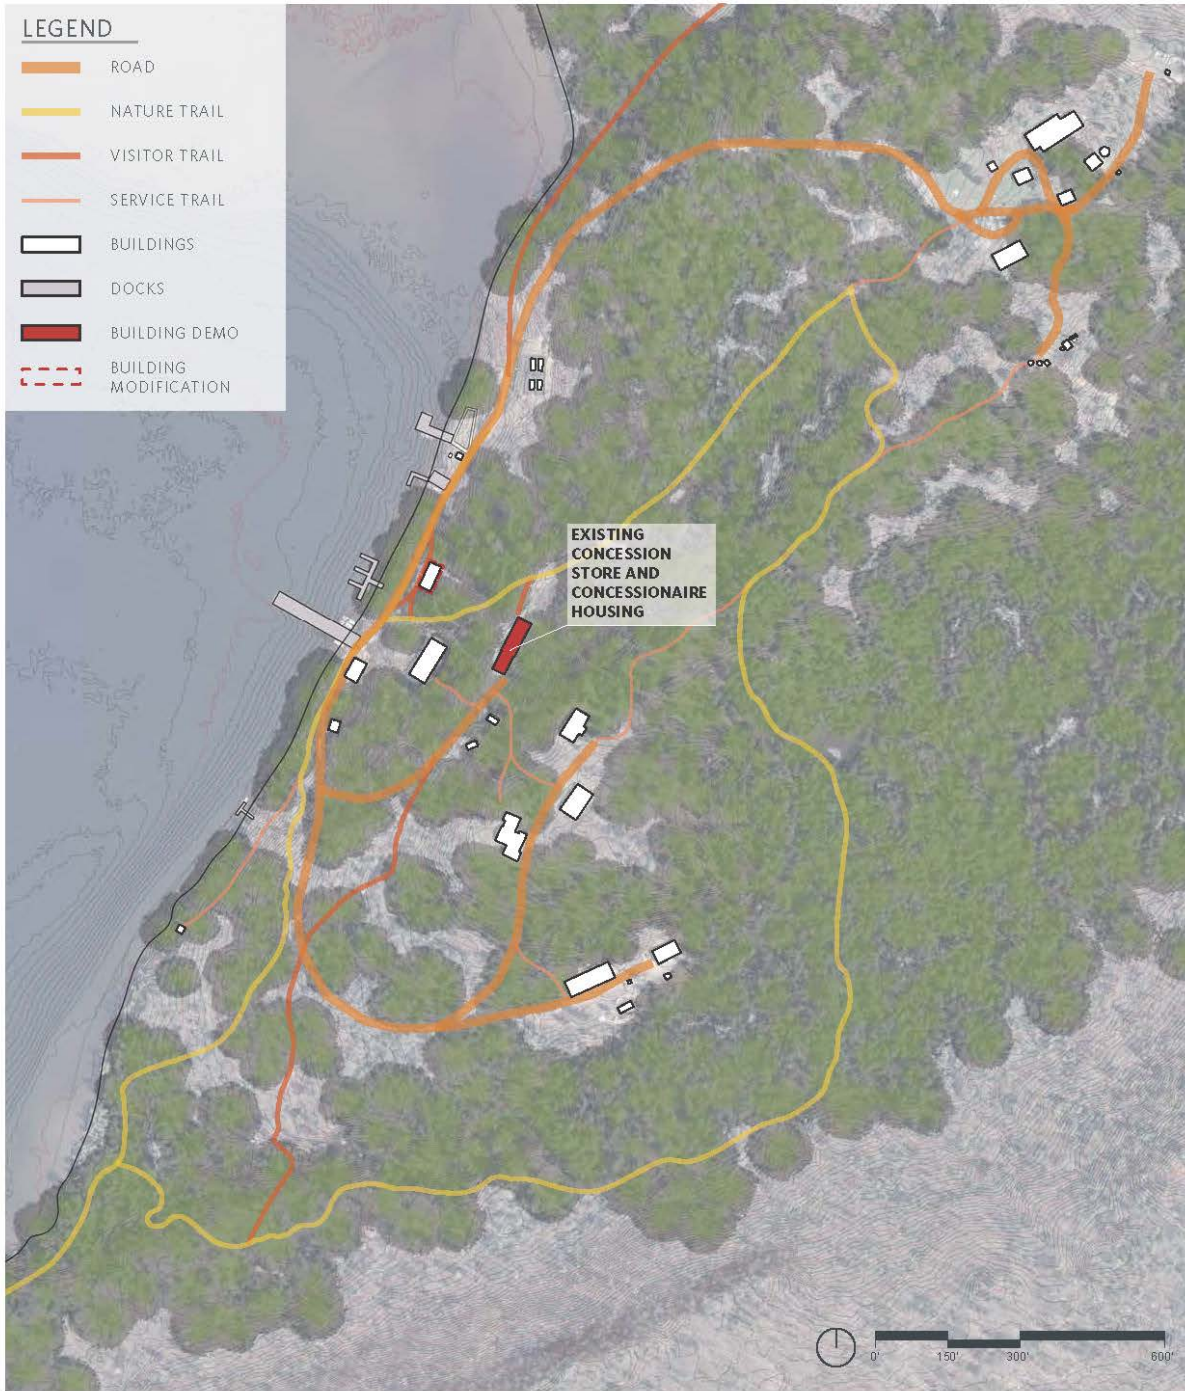 LEGEND
ROAD
NATURE TRAIL
VISITOR TRAIL
SERVICE TRAIL
BUILDINGS
DOCKS
BUILDING DEMO
BUILDING
MODIFICATION
EXISTING
CONCESSION
STORE AND
CONCESSIONAIRE
HOUSING
0' 150' 300' 600'